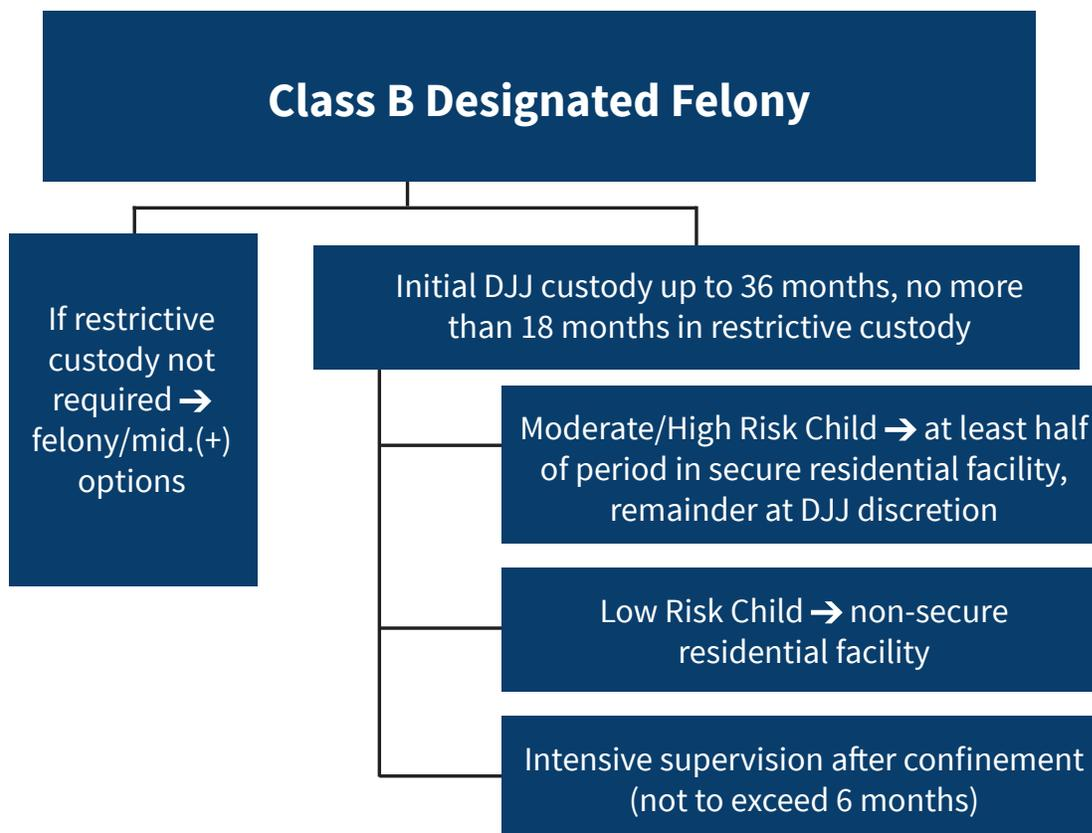 Class B Designated Felony
If restrictive
custody not
required ➔
felony/mid.(+)
options
Initial DJJ custody up to 36 months, no more
than 18 months in restrictive custody
Moderate/High Risk Child ➔ at least half
of period in secure residential facility,
remainder at DJJ discretion
Low Risk Child ➔ non-secure
residential facility
Intensive supervision after confinement
(not to exceed 6 months)